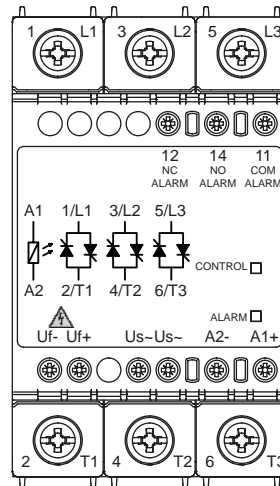 1 L1 3 L2 5 L3
12 14 11
NC NO COM
ALARM ALARM ALARM
A1 1/L1 3/L2 5/L3
CONTROL
A2 2/T1 4/T2 6/T3
ALARM
Uf- Uf+ Us~ Us~ A2- A1+
2 T1 4 T2 6 T3